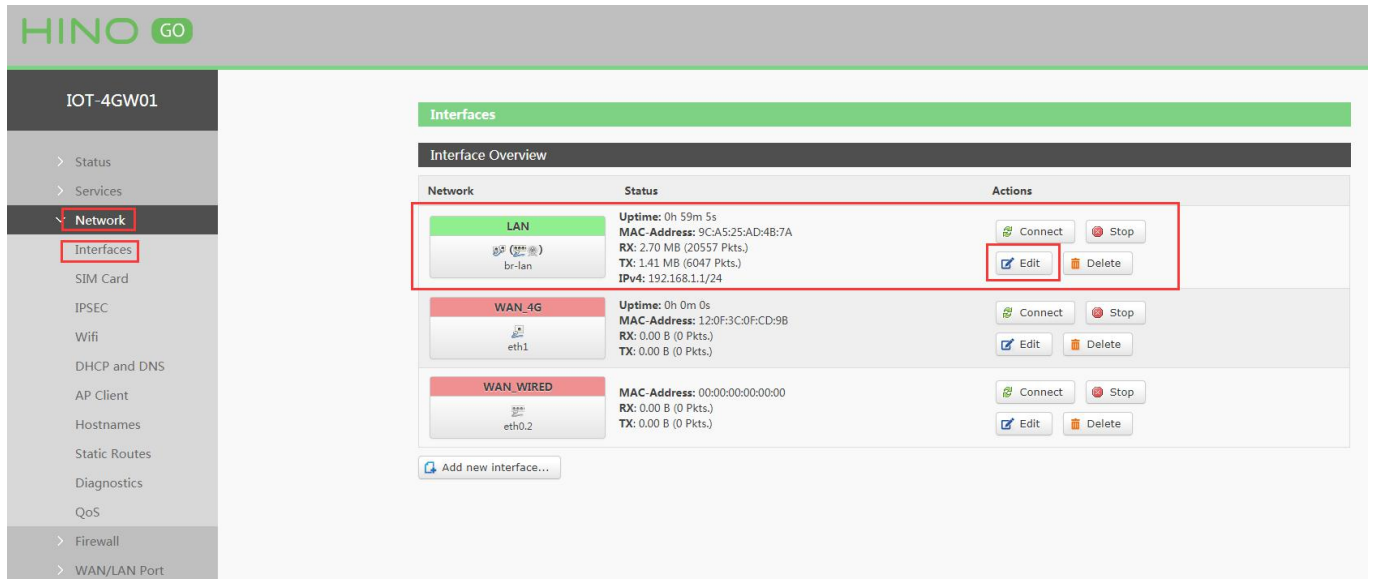 HINO GO
IOT-4GW01
Status
Services
Network
Interfaces
SIM Card
IPSEC
Wifi
DHCP and DNS
AP Client
Hostnames
Static Routes
Diagnostics
QoS
Firewall
WAN/LAN Port
Interfaces
Interface Overview
Network Status Actions
LAN
br-lan
Uptime: 0h 59m 5s
MAC-Address: 9C:A5:25:AD:4B:7A
RX: 2.70 MB (20557 Pkts.)
TX: 1.41 MB (6047 Pkts.)
IPv4: 192.168.1.1/24
Connect Stop
Edit Delete
WAN_4G
eth1
Uptime: 0h 0m 0s
MAC-Address: 12:0F:3C:0F:CD:9B
RX: 0.00 B (0 Pkts.)
TX: 0.00 B (0 Pkts.)
Connect Stop
Edit Delete
WAN_WIRED
eth0.2
MAC-Address: 00:00:00:00:00:00
RX: 0.00 B (0 Pkts.)
TX: 0.00 B (0 Pkts.)
Connect Stop
Edit Delete
Add new interface...